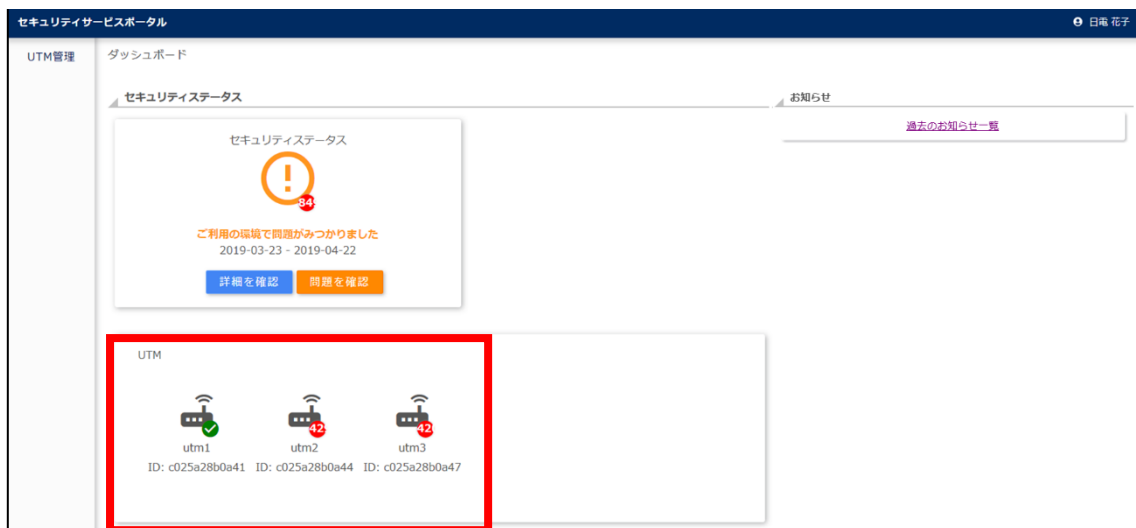 セキュリティサービスポータル
日電 花子
UTM管理
ダッシュボード
セキュリティステータス
お知らせ
過去のお知らせ一覧
セキュリティステータス
84
ご利用の環境で問題がみつかりました
2019-03-23 - 2019-04-22
詳細を確認 問題を確認
UTM
42 42
utm1 utm2 utm3
ID: c025a28b0a41 ID: c025a28b0a44 ID: c025a28b0a47